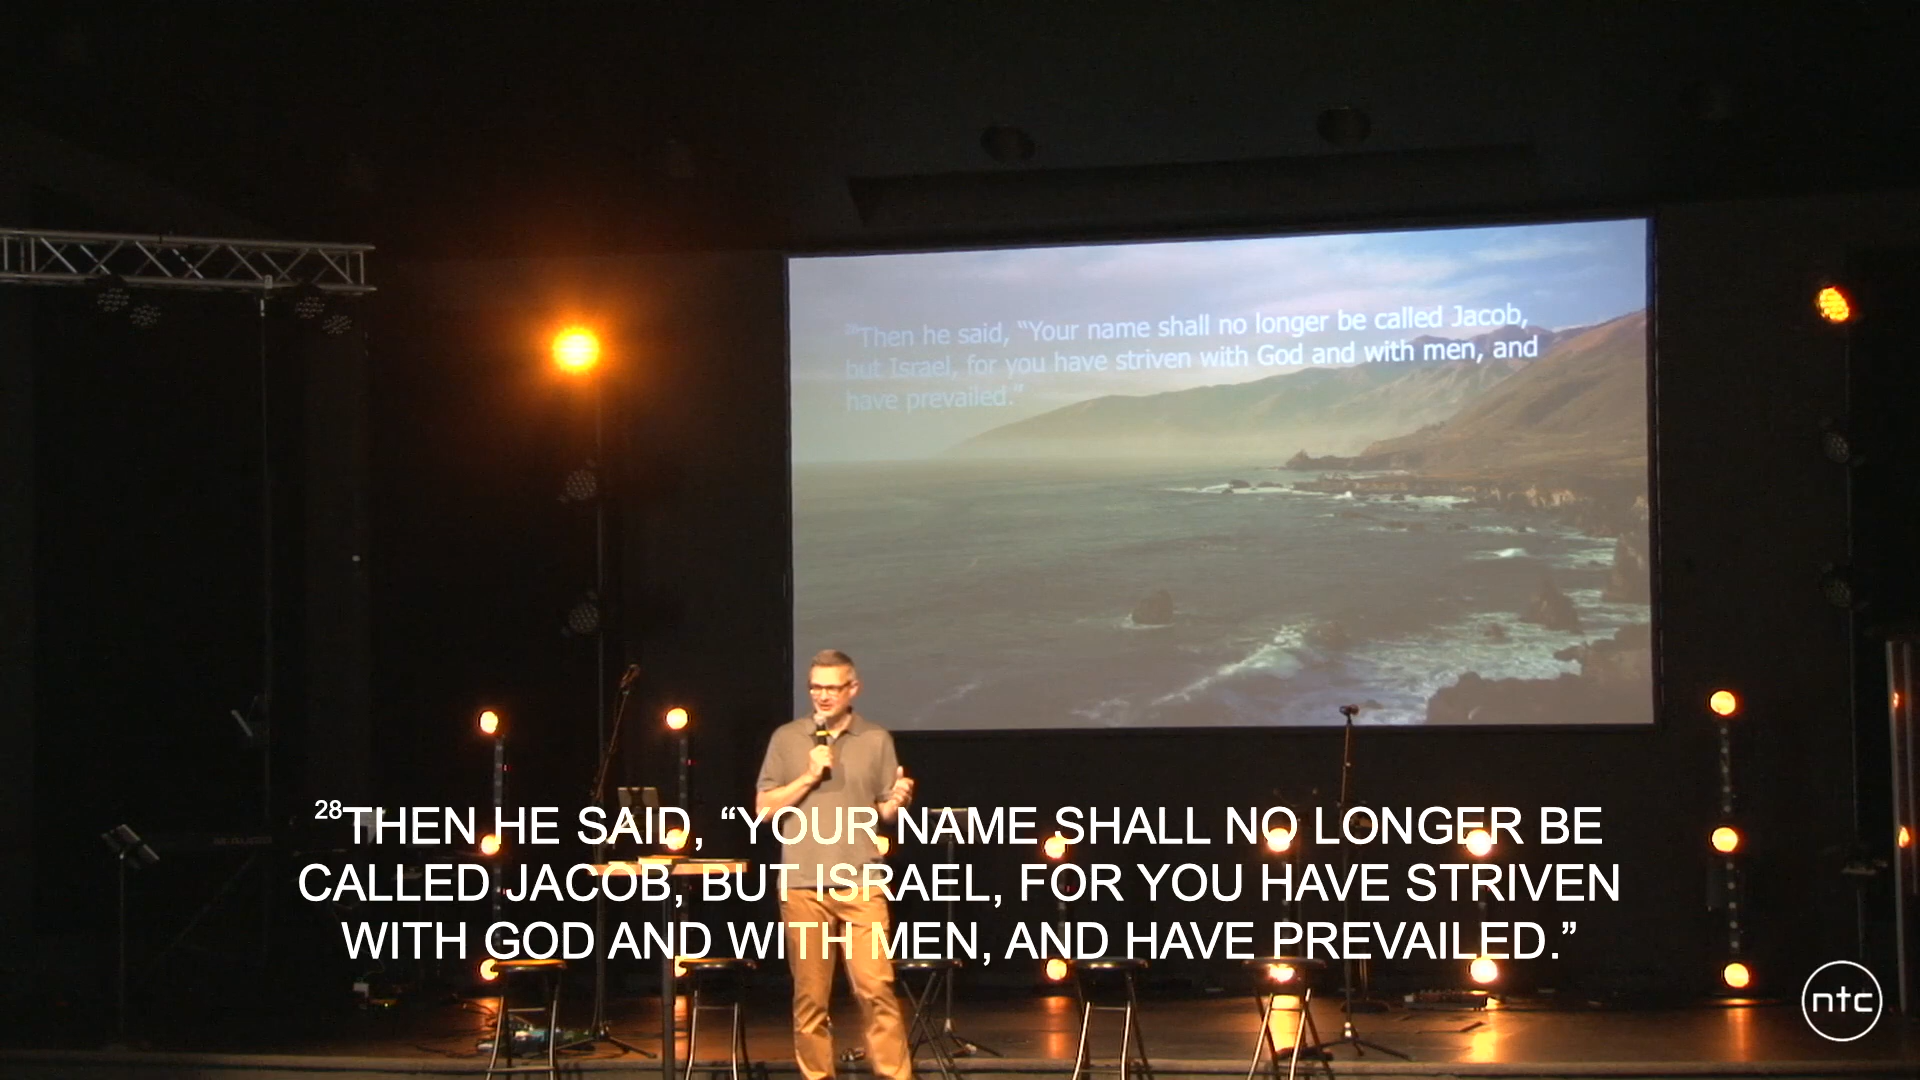 28Then he said, “Your name shall no longer be called Jacob,
but Israel, for you have striven with God and with men, and
have prevailed.”
28THEN HE SAID, “YOUR NAME SHALL NO LONGER BE
CALLED JACOB, BUT ISRAEL, FOR YOU HAVE STRIVEN
WITH GOD AND WITH MEN, AND HAVE PREVAILED.”
ntc